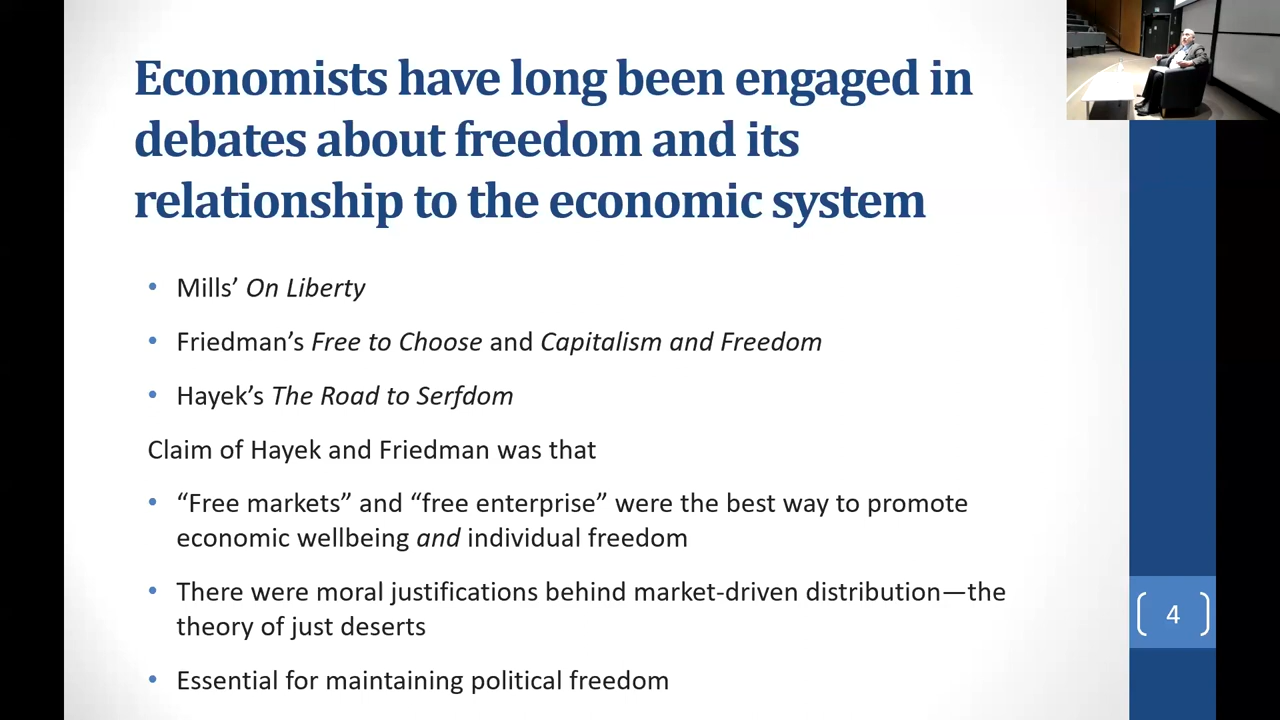 Economists have long been engaged in
debates about freedom and its
relationship to the economic system
• Mills’ On Liberty
• Friedman’s Free to Choose and Capitalism and Freedom
• Hayek’s The Road to Serfdom
Claim of Hayek and Friedman was that
• “Free markets” and “free enterprise” were the best way to promote
economic wellbeing and individual freedom
• There were moral justifications behind market-driven distribution—the
theory of just deserts
• Essential for maintaining political freedom
4